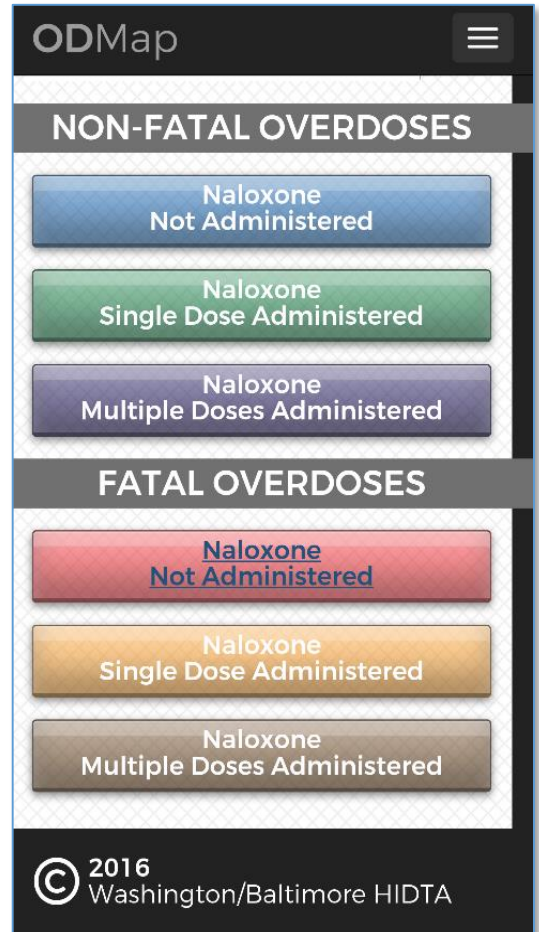 ODMap
NON-FATAL OVERDOSES
Naloxone
Not Administered
Naloxone
Single Dose Administered
Naloxone
Multiple Doses Administered
FATAL OVERDOSES
Naloxone
Not Administered
Naloxone
Single Dose Administered
Naloxone
Multiple Doses Administered
© 2016
Washington/Baltimore HIDTA